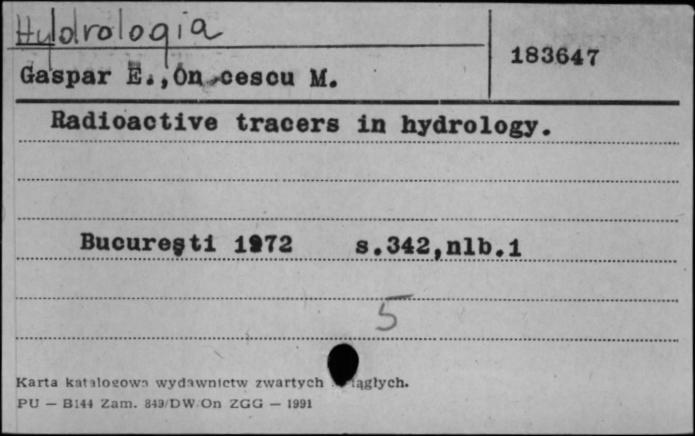 Hydrologia
183647
Gaspar E., On cescu M.
Radioactive tracers in hydrology.
București 1972 s.342,nlb.1
5
Karta katalogowa wydawnictw zwartych ciągłych.
PU — B144 Zam. 849/DW/On ZGG — 1991